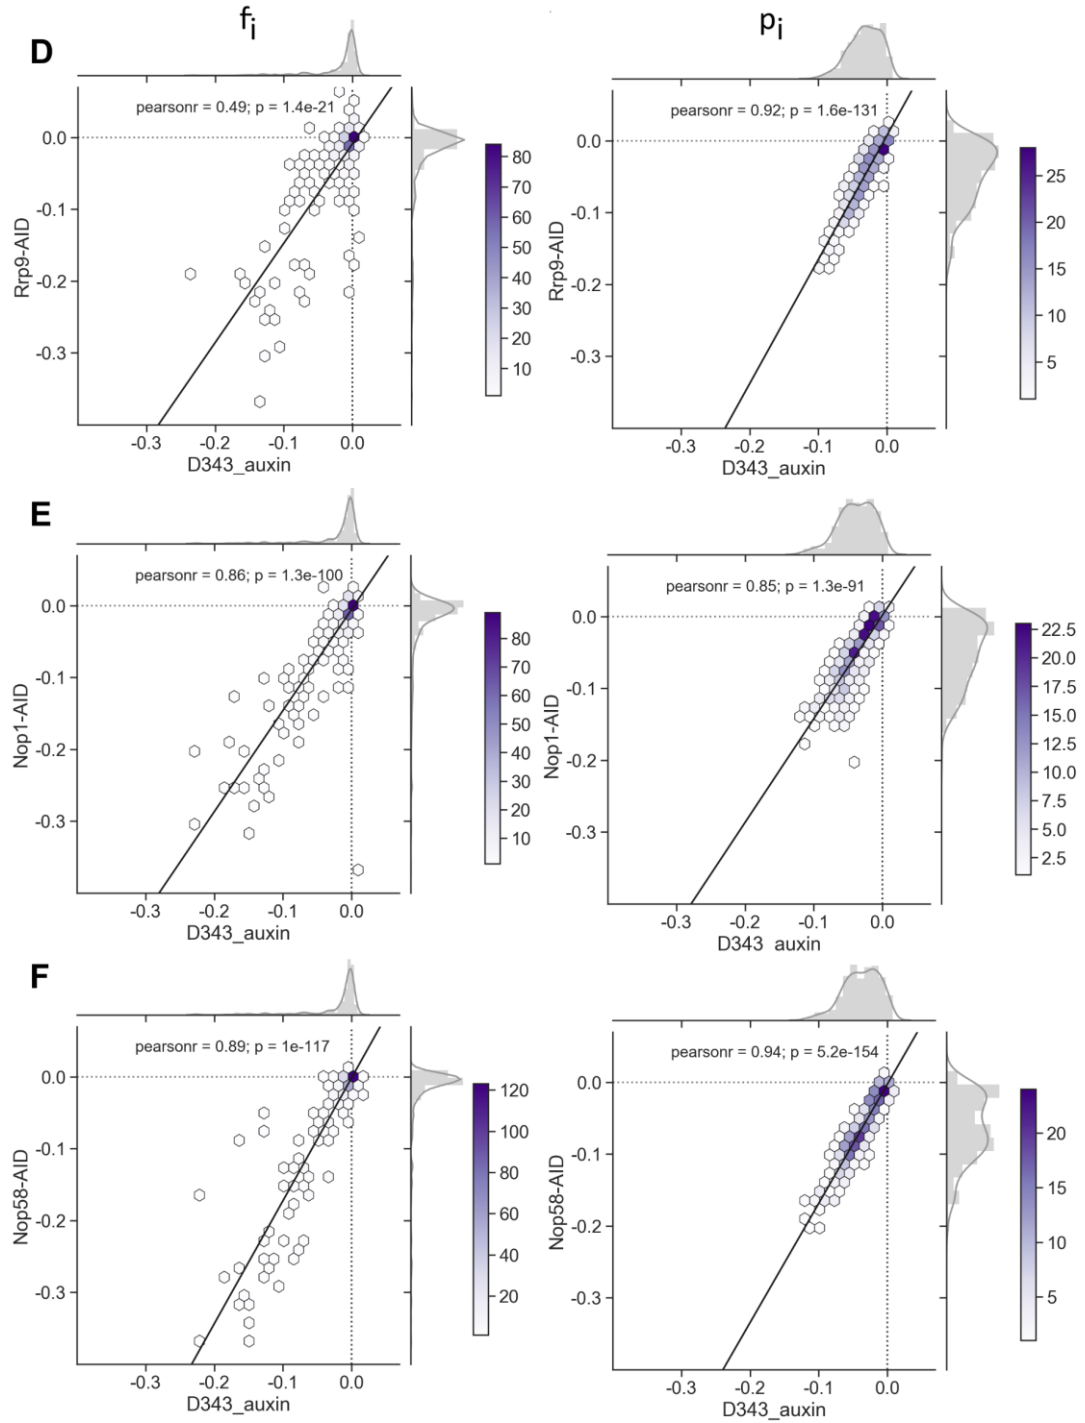 fi
pi
D
pearsonr = 0.49; p = 1.4e-21
0.0
-0.1
-0.2
-0.3
Rrp9-AID
-0.3 -0.2 -0.1 0.0
D343_auxin
80
70
60
50
40
30
20
10
pearsonr = 0.92; p = 1.6e-131
0.0
-0.1
-0.2
-0.3
Rrp9-AID
-0.3 -0.2 -0.1 0.0
D343_auxin
25
20
15
10
5
E
pearsonr = 0.86; p = 1.3e-100
0.0
-0.1
-0.2
-0.3
Nop1-AID
-0.3 -0.2 -0.1 0.0
D343_auxin
80
70
60
50
40
30
20
10
pearsonr = 0.85; p = 1.3e-91
0.0
-0.1
-0.2
-0.3
Nop1-AID
-0.3 -0.2 -0.1 0.0
D343 auxin
22.5
20.0
17.5
15.0
12.5
10.0
7.5
5.0
2.5
F
pearsonr = 0.89; p = 1e-117
0.0
-0.1
-0.2
-0.3
Nop58-AID
-0.3 -0.2 -0.1 0.0
D343_auxin
120
100
80
60
40
20
pearsonr = 0.94; p = 5.2e-154
0.0
-0.1
-0.2
-0.3
Nop58-AID
-0.3 -0.2 -0.1 0.0
D343_auxin
20
15
10
5